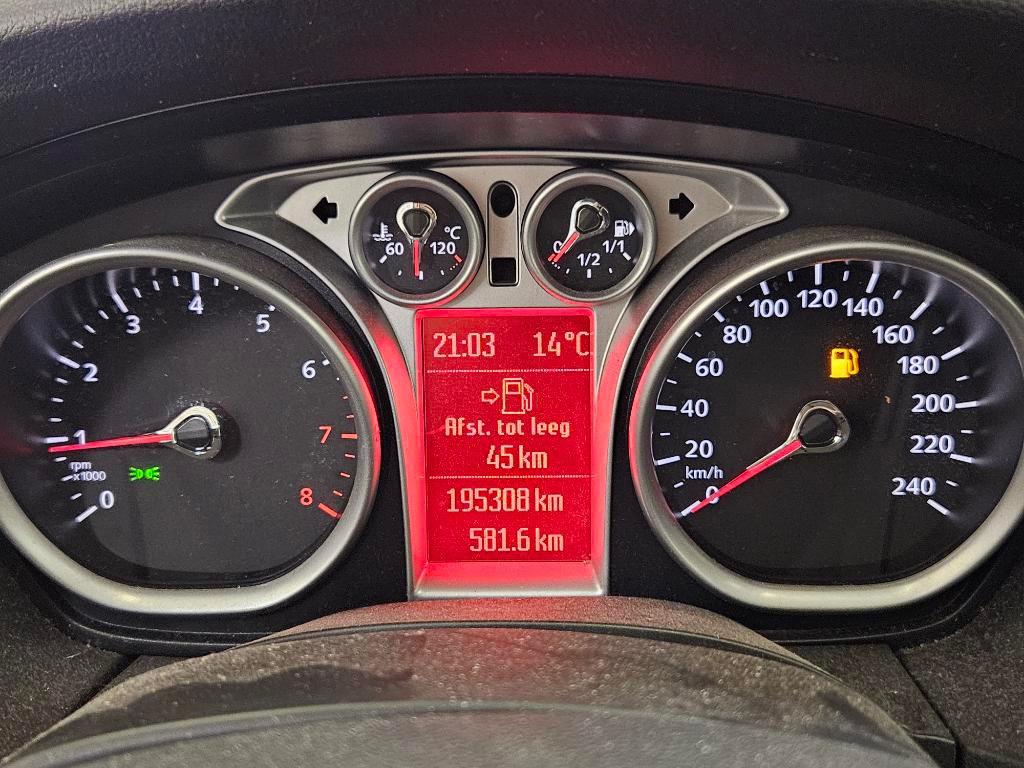 60 °C 120
0 1/2 1/1
0 1 2 3 4 5 6 7 8
rpm
x1000
21:03 14°C
Afst. tot leeg
45 km
195308 km
581.6 km
0 20 40 60 80 100 120 140 160 180 200 220 240
km/h